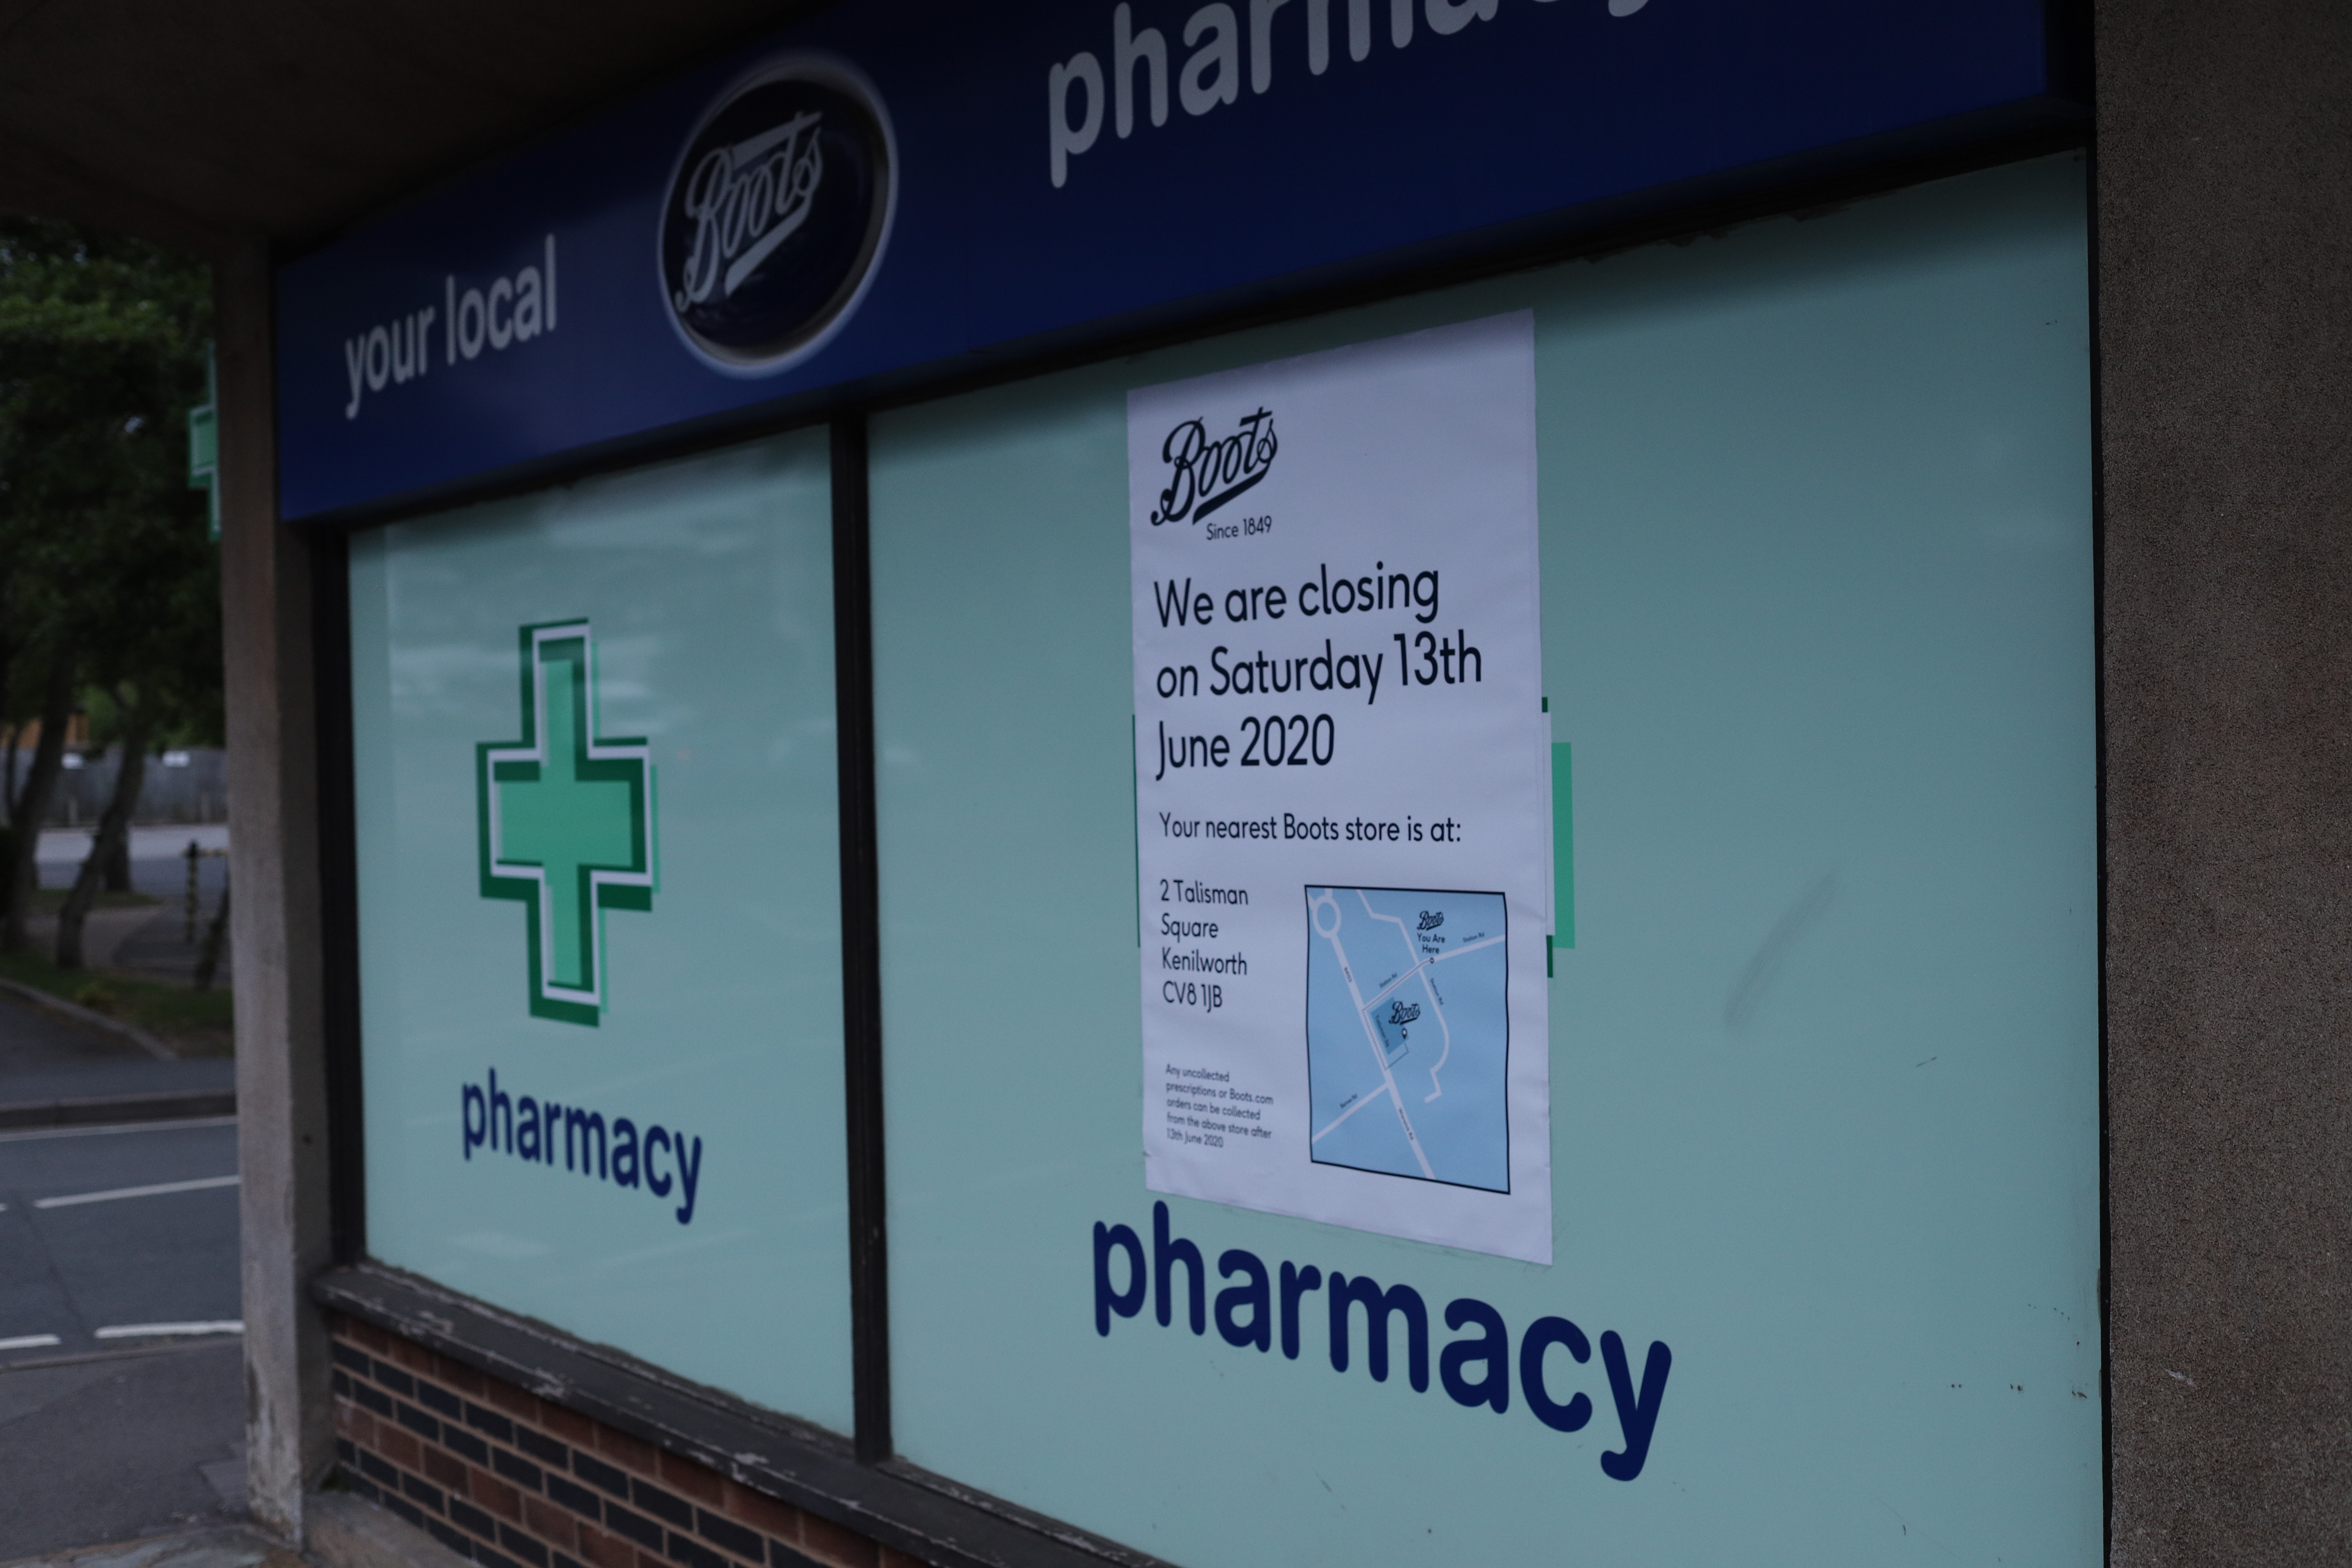 your local
Boots
pharmacy
Boots
Since 1849
We are closing
on Saturday 13th
June 2020
Your nearest Boots store is at:
2 Talisman
Square
Kenilworth
CV8 1JB
Boots
You Are
Here
Boots
Any uncollected
prescriptions or Boots.com
orders can be collected
from the above store after
13th June 2020
pharmacy
pharmacy